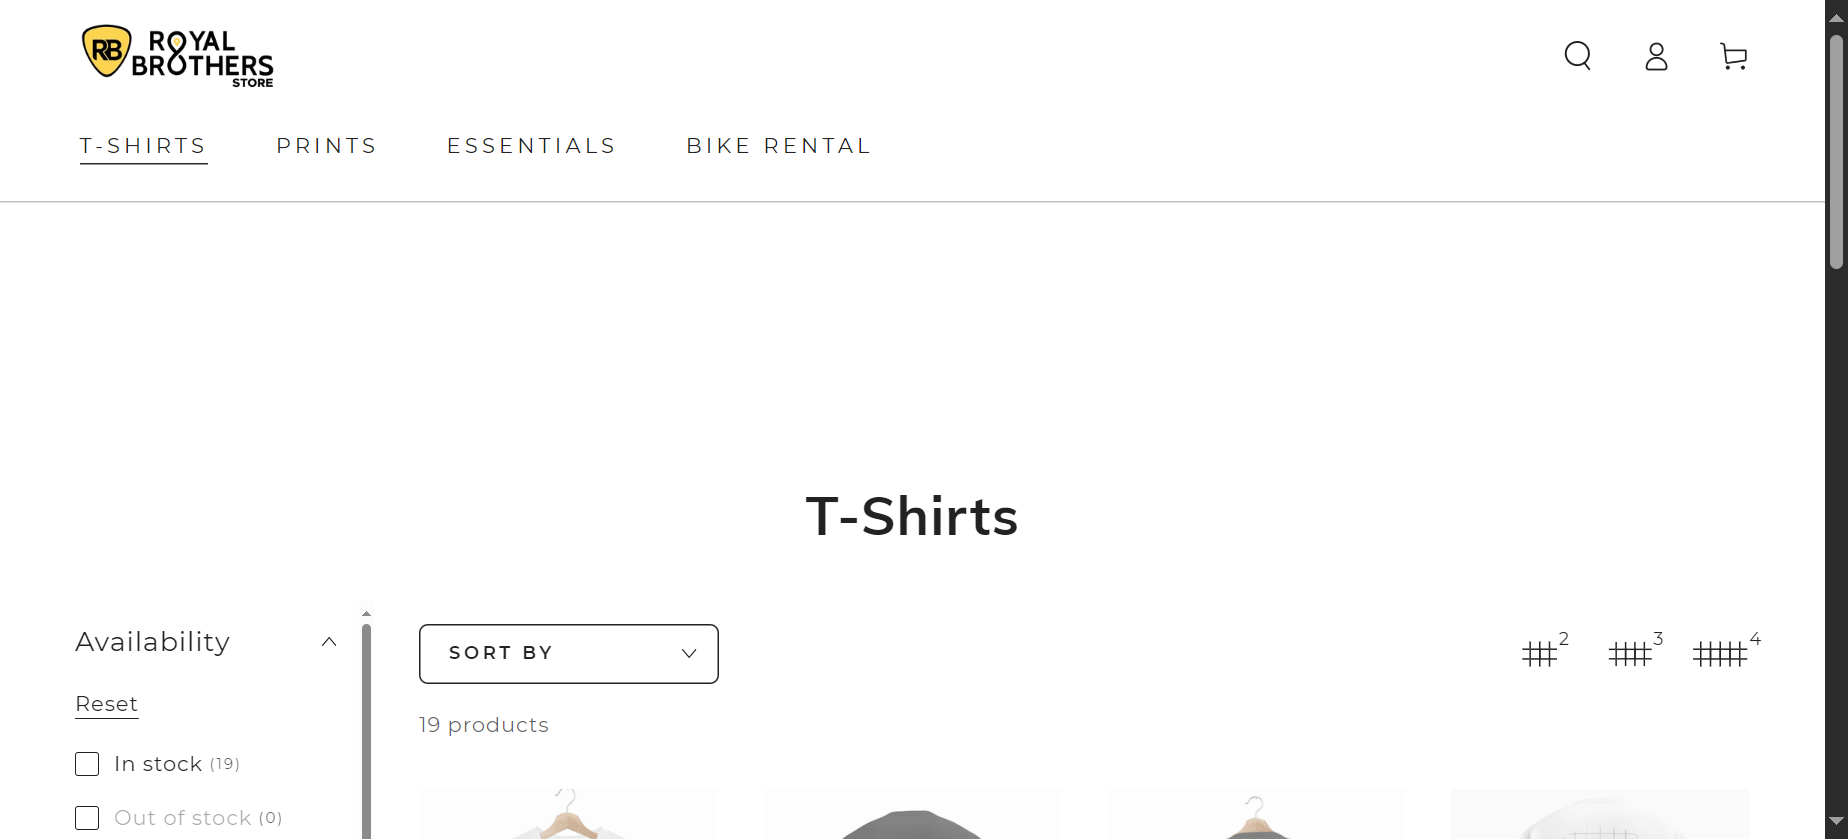 RB ROYAL
BROTHERS
STORE
T-SHIRTS PRINTS ESSENTIALS BIKE RENTAL
T-Shirts
Availability
Reset
In stock (19)
Out of stock (0)
SORT BY
2 3 4
19 products